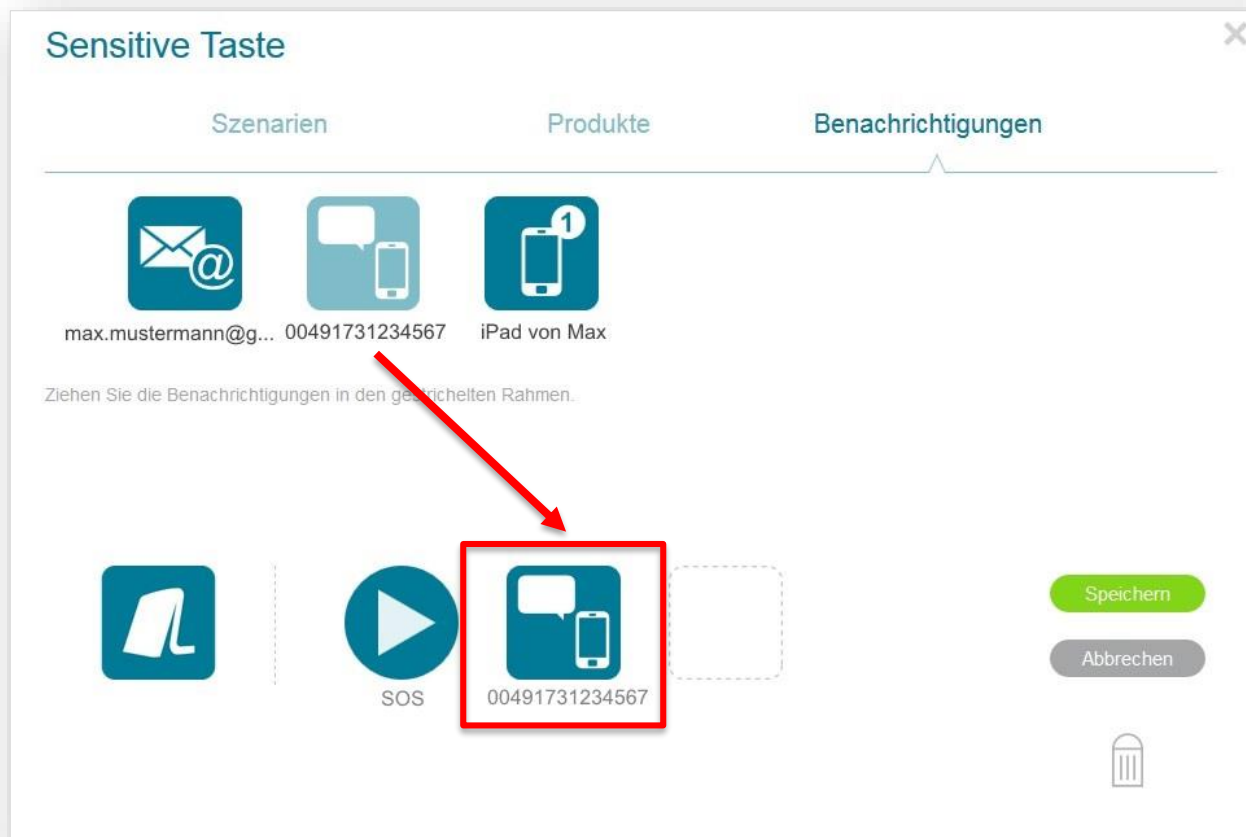 Sensitive Taste
Szenarien Produkte Benachrichtigungen
@ 1
max.mustermann@g... 00491731234567 iPad von Max
Ziehen Sie die Benachrichtigungen in den gestrichelten Rahmen.
Speichern
Abbrechen
SOS 00491731234567